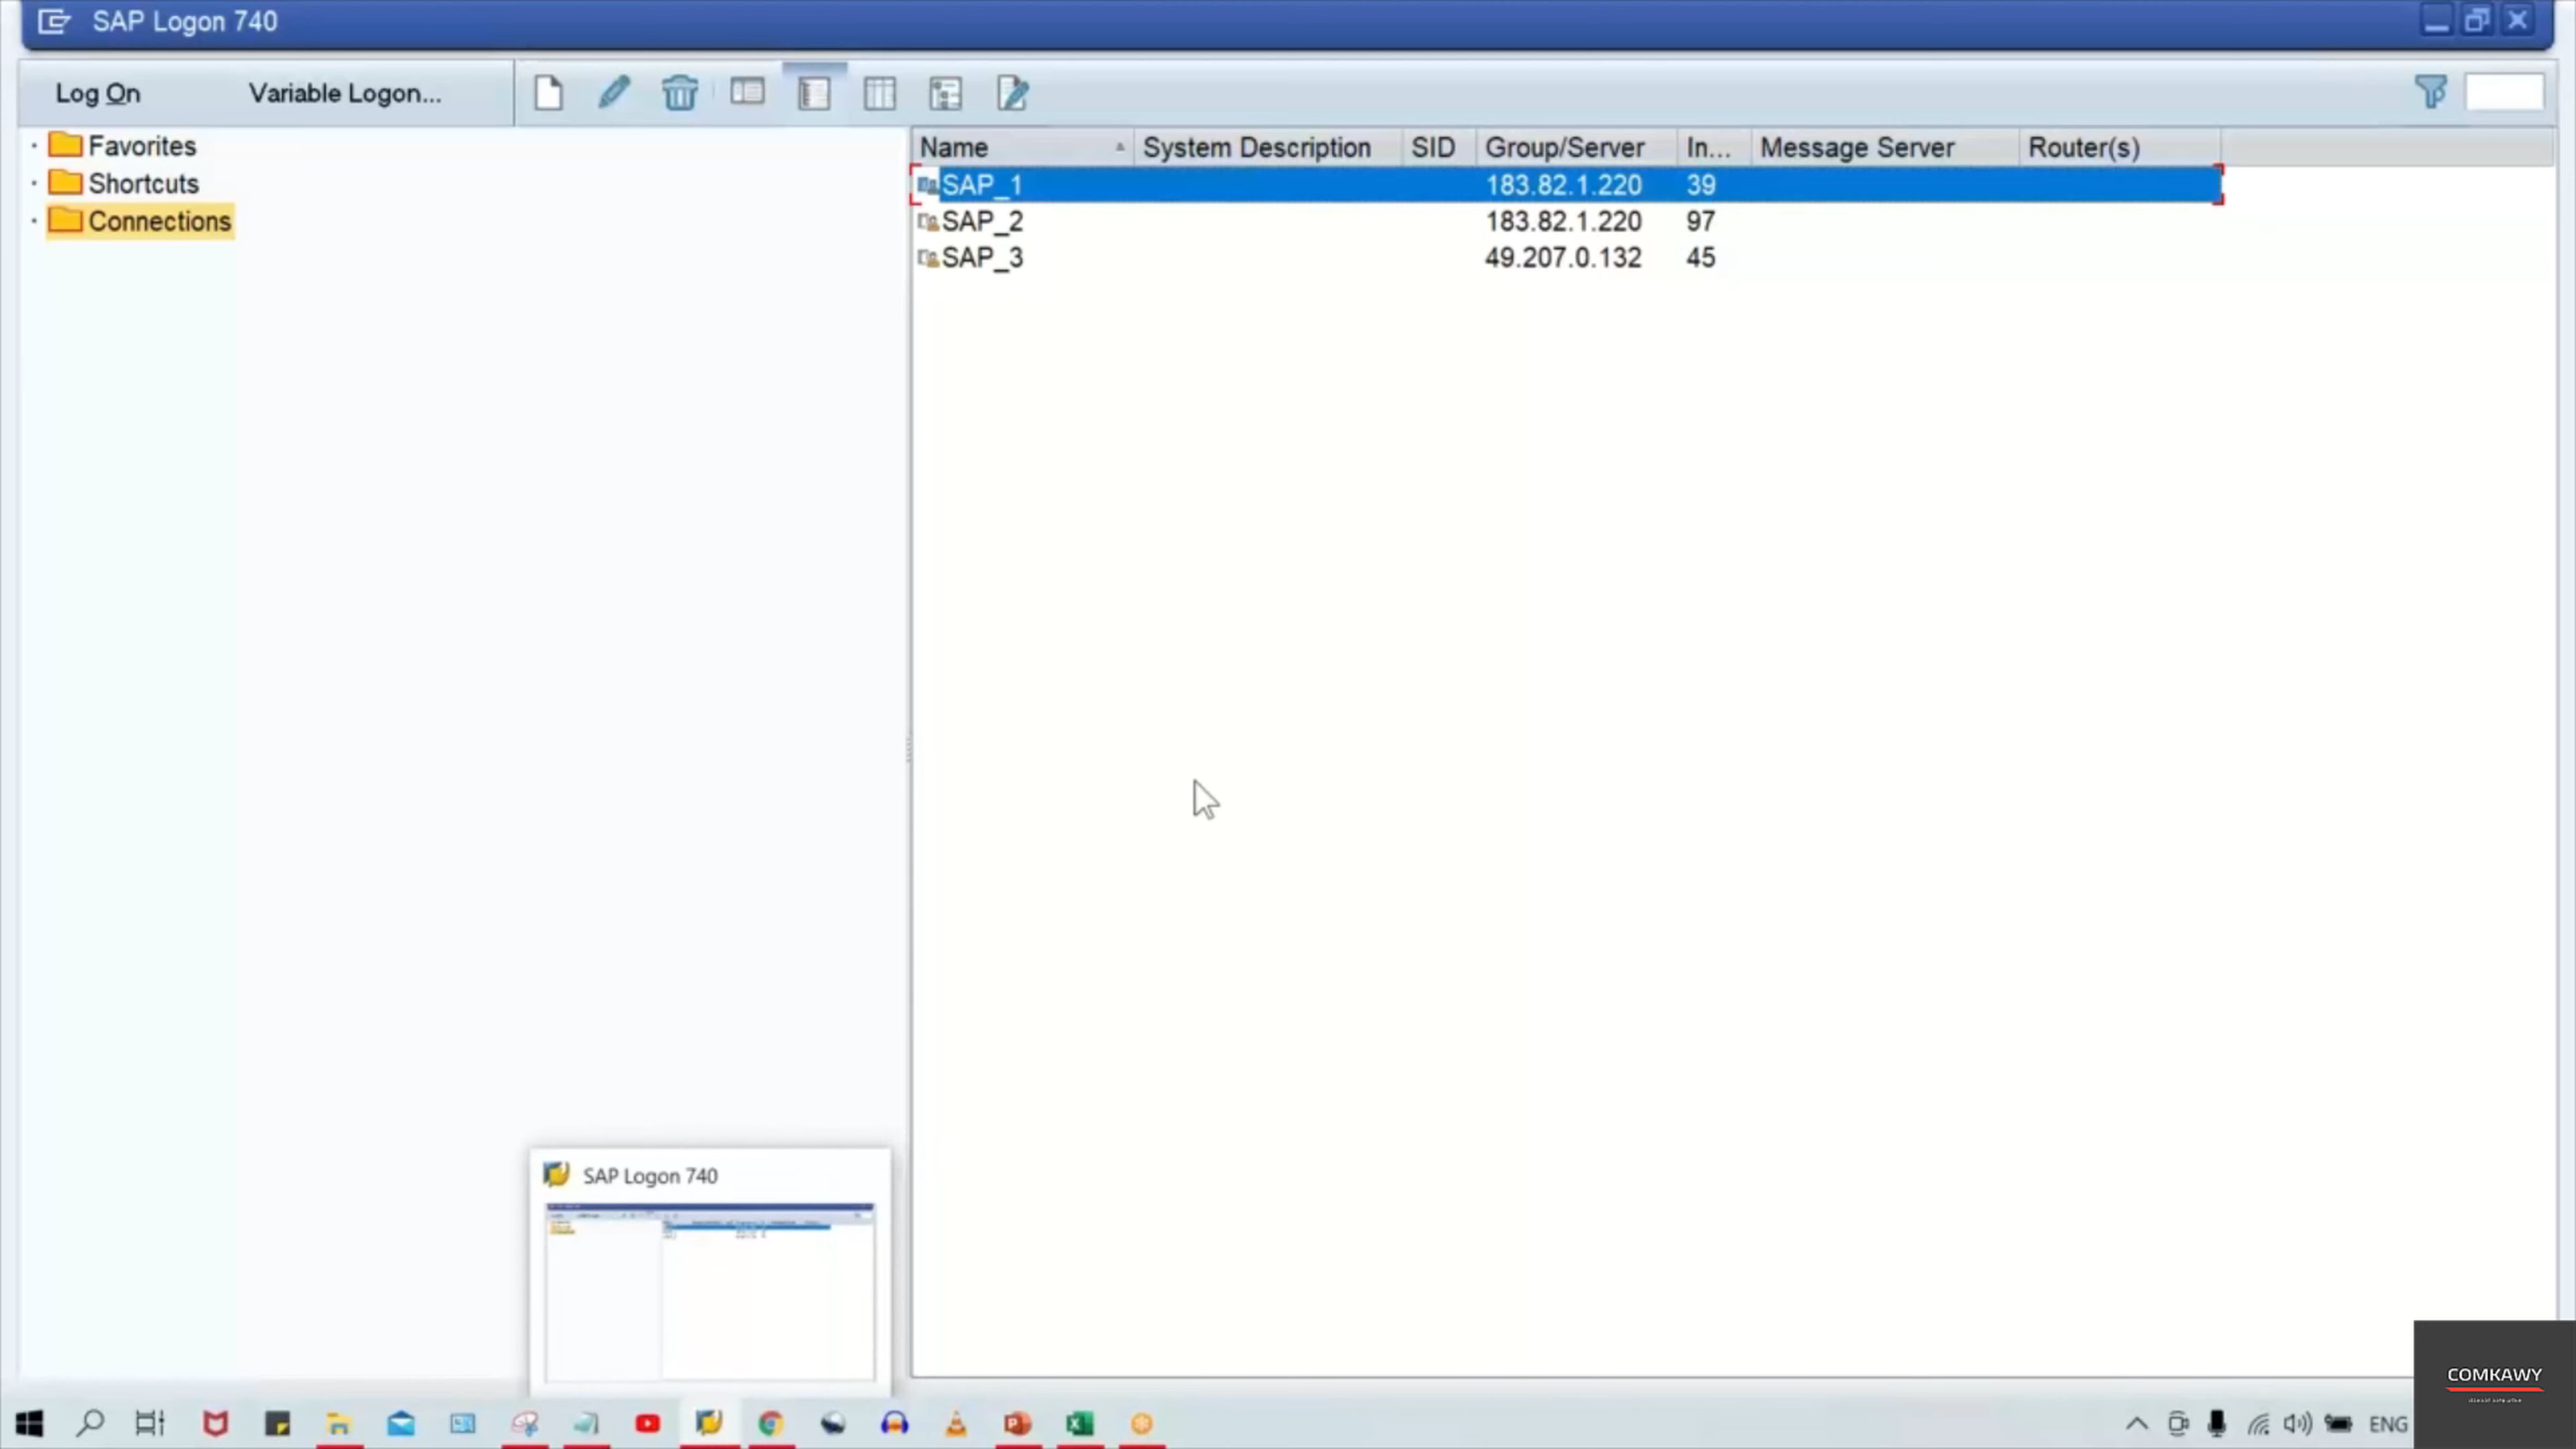 SAP Logon 740
Log On Variable Logon...
Favorites
Shortcuts
Connections
Name System Description SID Group/Server In... Message Server Router(s)
SAP_1 183.82.1.220 39
SAP_2 183.82.1.220 97
SAP_3 49.207.0.132 45
SAP Logon 740
COMKAWY
ENG